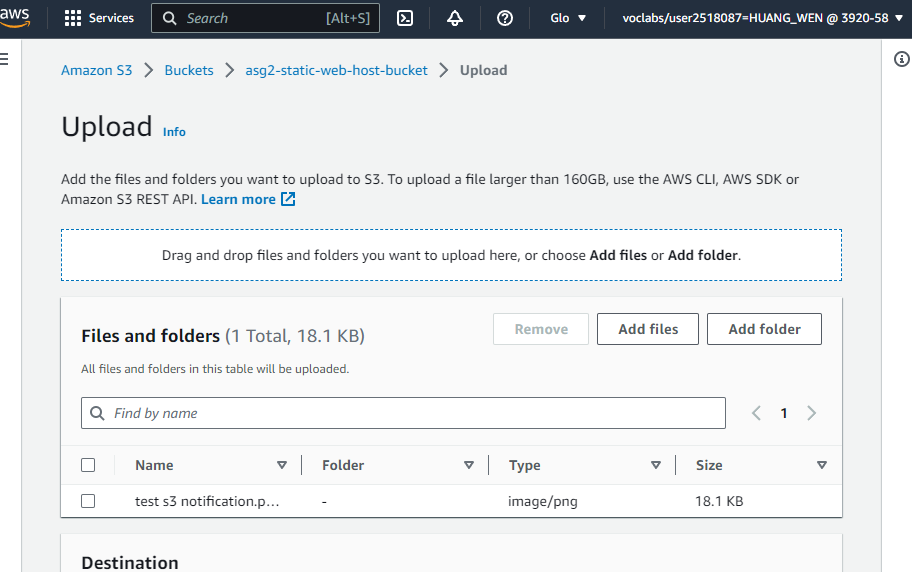 aws Services Search [Alt+S] Glo voclabs/user2518087=HUANG_WEN @ 3920-58
Amazon S3 Buckets asg2-static-web-host-bucket Upload
Upload Info
Add the files and folders you want to upload to S3. To upload a file larger than 160GB, use the AWS CLI, AWS SDK or
Amazon S3 REST API. Learn more
Drag and drop files and folders you want to upload here, or choose Add files or Add folder.
Files and folders (1 Total, 18.1 KB) Remove Add files Add folder
All files and folders in this table will be uploaded.
Find by name 1
Name Folder Type Size
test s3 notification.p... - image/png 18.1 KB
Destination